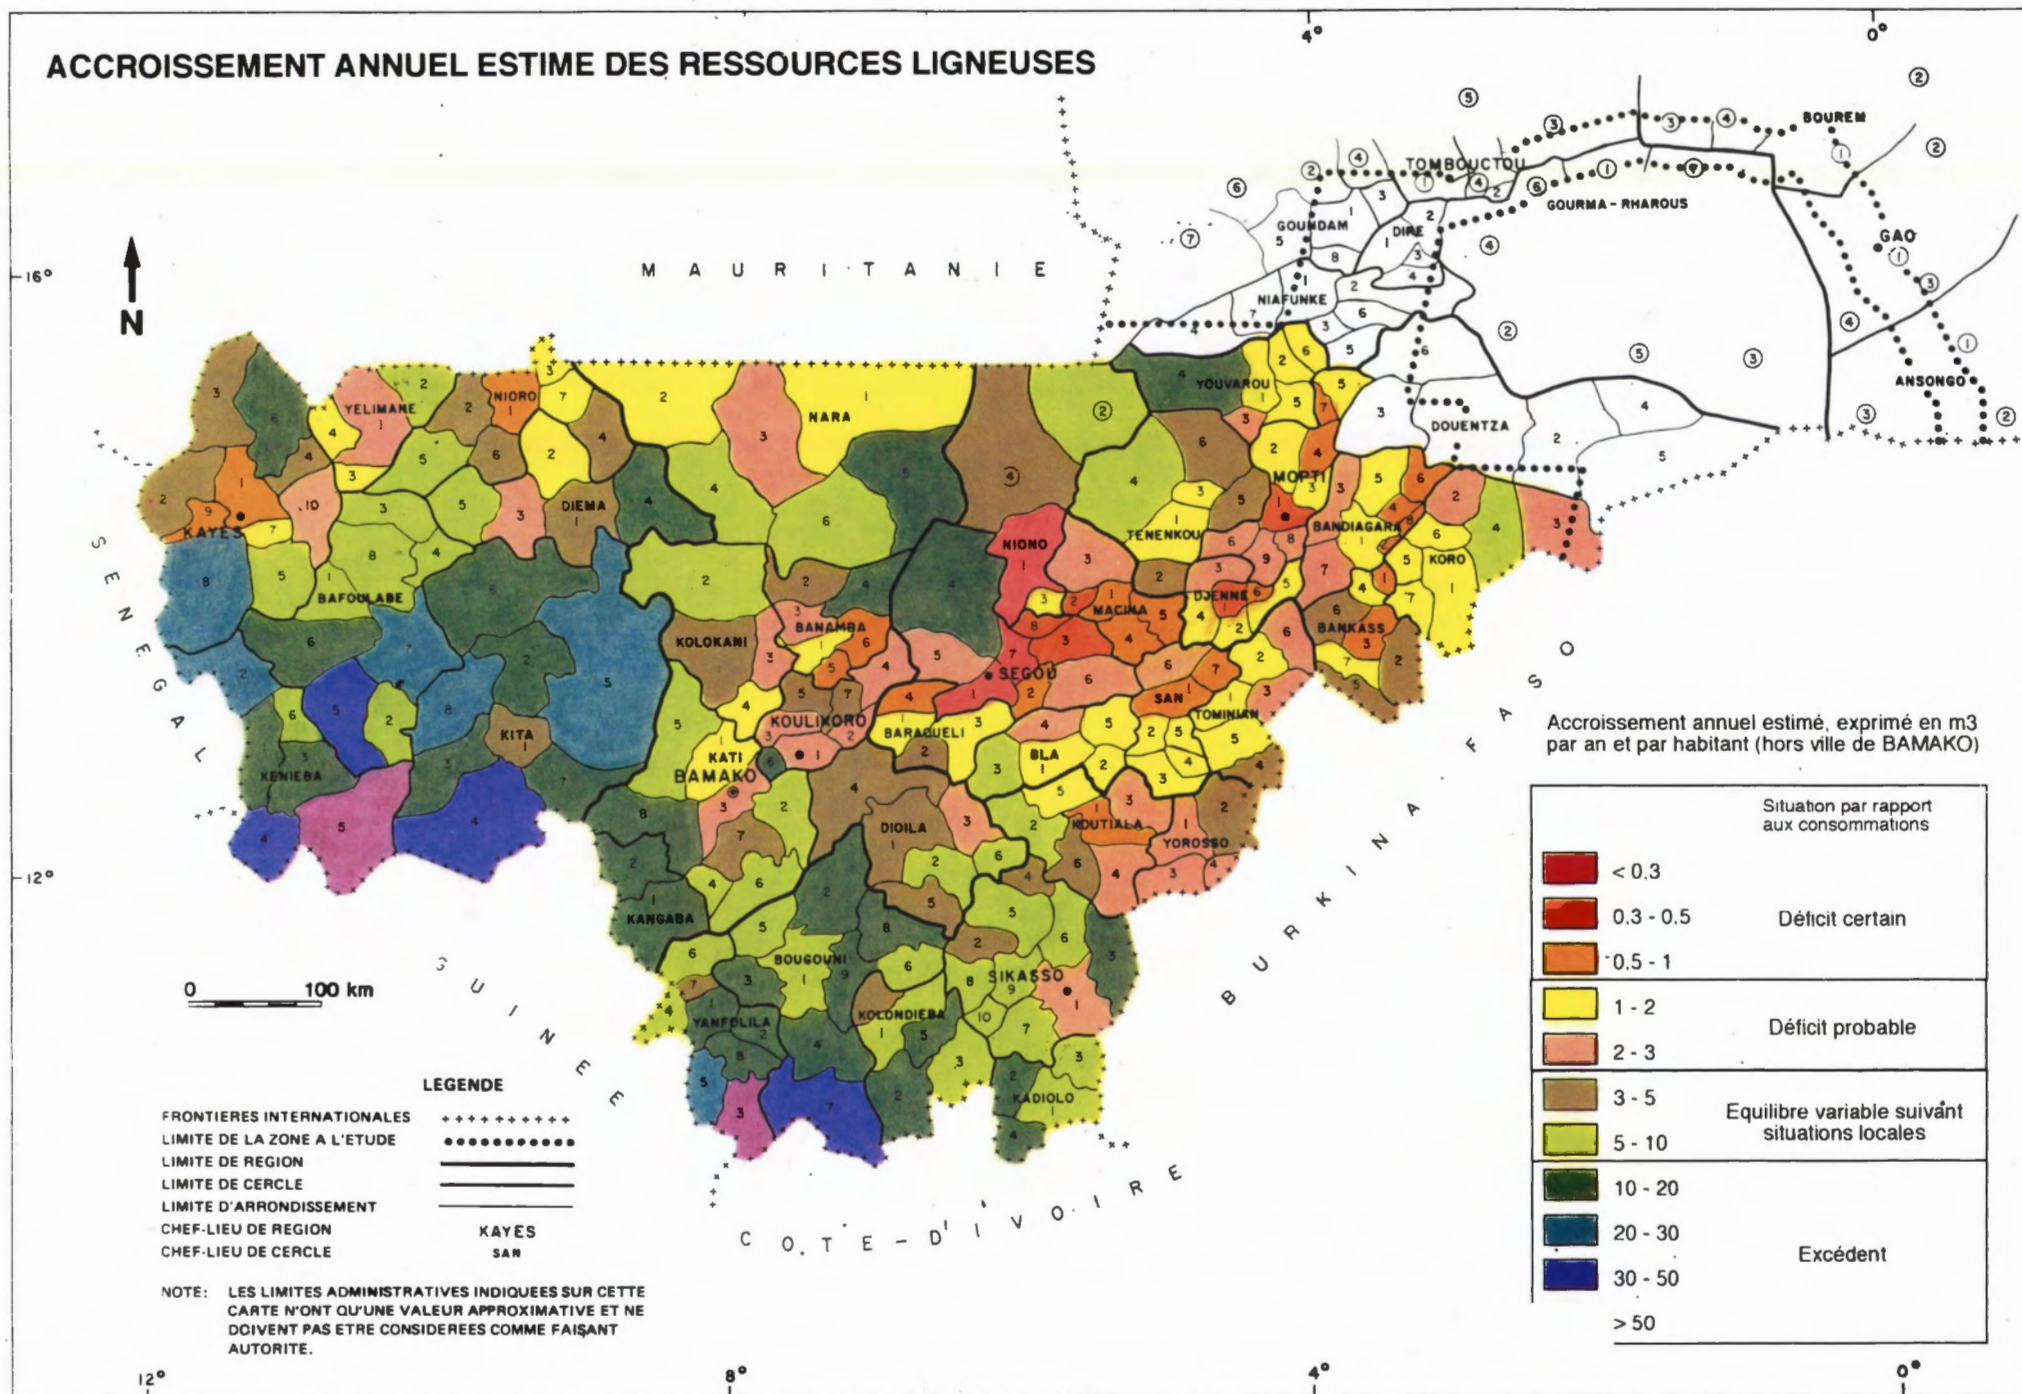 ACCROISSEMENT ANNUEL ESTIME DES RESSOURCES LIGNEUSES
4°
0°
16°
12°
N
MAURITANIE
SENEGAL
GUINEE
COTE-D'IVOIRE
BURKINA FASO
BOUREM
TOMBOUCTOU
GOURMA-RHAROUS
GOUNDAM
DIRE
GAO
NIAFUNKE
ANSONGO
DOUENTZA
YOUVAROU
YELIMANE
NIORO
NARA
MOPTI
DIEMA
KAYES
NIONO
TENENKOU
BANDIAGARA
KORO
BAFOULABE
MACINA
DJENNE
KOLOKANI
BANAMBA
BANKASS
SEGOU
SAN
TOMINIAN
KOULIKORO
BARAOUELI
KITA
KATI
BLA
BAMAKO
KENIEBA
DIOILA
KOUTIALA
YOROSSO
KANGABA
BOUGOUNI
SIKASSO
YANFOLILA
KOLONDIEBA
KADIOLO
0 100 km
LEGENDE
FRONTIERES INTERNATIONALES
LIMITE DE LA ZONE A L'ETUDE
LIMITE DE REGION
LIMITE DE CERCLE
LIMITE D'ARRONDISSEMENT
CHEF-LIEU DE REGION KAYES
CHEF-LIEU DE CERCLE SAN
NOTE: LES LIMITES ADMINISTRATIVES INDIQUEES SUR CETTE
CARTE N'ONT QU'UNE VALEUR APPROXIMATIVE ET NE
DOIVENT PAS ETRE CONSIDEREES COMME FAISANT
AUTORITE.
Accroissement annuel estimé, exprimé en m3
par an et par habitant (hors ville de BAMAKO)
Situation par rapport
aux consommations
< 0.3
0.3 - 0.5
Déficit certain
0.5 - 1
1 - 2
Déficit probable
2 - 3
3 - 5
Equilibre variable suivant
situations locales
5 - 10
10 - 20
20 - 30
Excédent
30 - 50
> 50
12°
8°
4°
0°